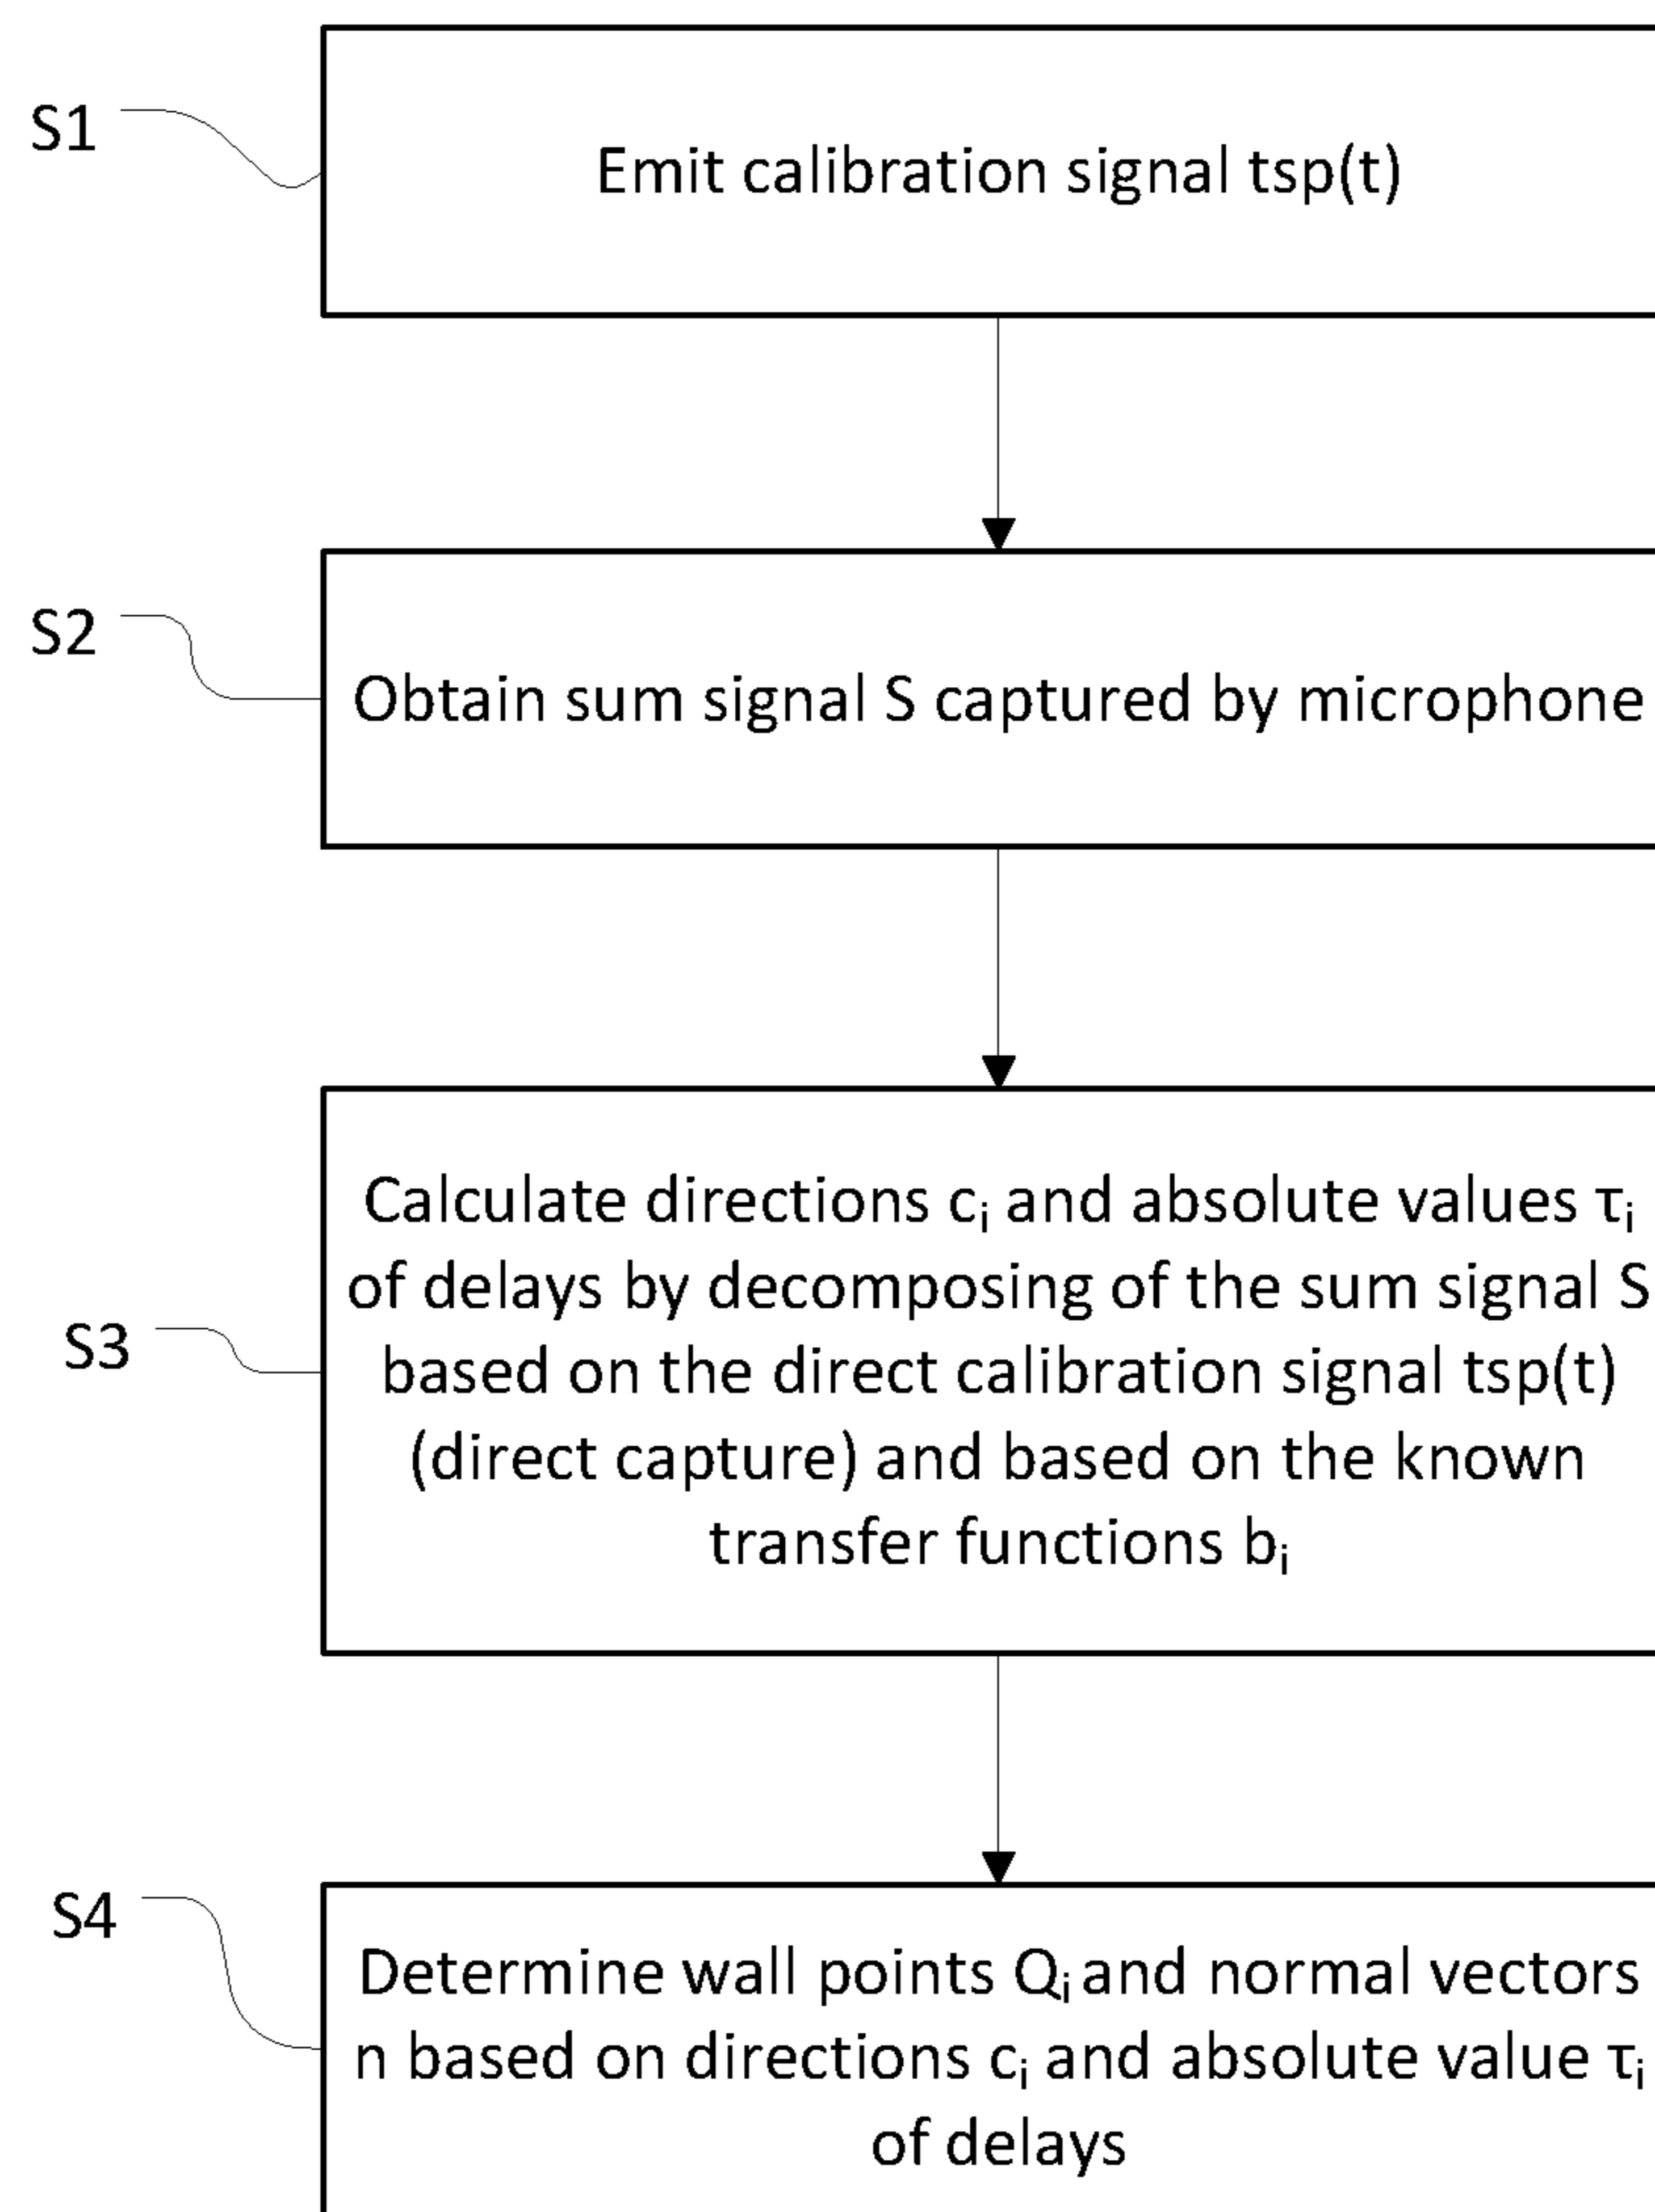 S1
Emit calibration signal tsp(t)
S2
Obtain sum signal S captured by microphone
S3
Calculate directions cᵢ and absolute values τᵢ
of delays by decomposing of the sum signal S
based on the direct calibration signal tsp(t)
(direct capture) and based on the known
transfer functions bᵢ
S4
Determine wall points Qᵢ and normal vectors
n based on directions cᵢ and absolute value τᵢ
of delays